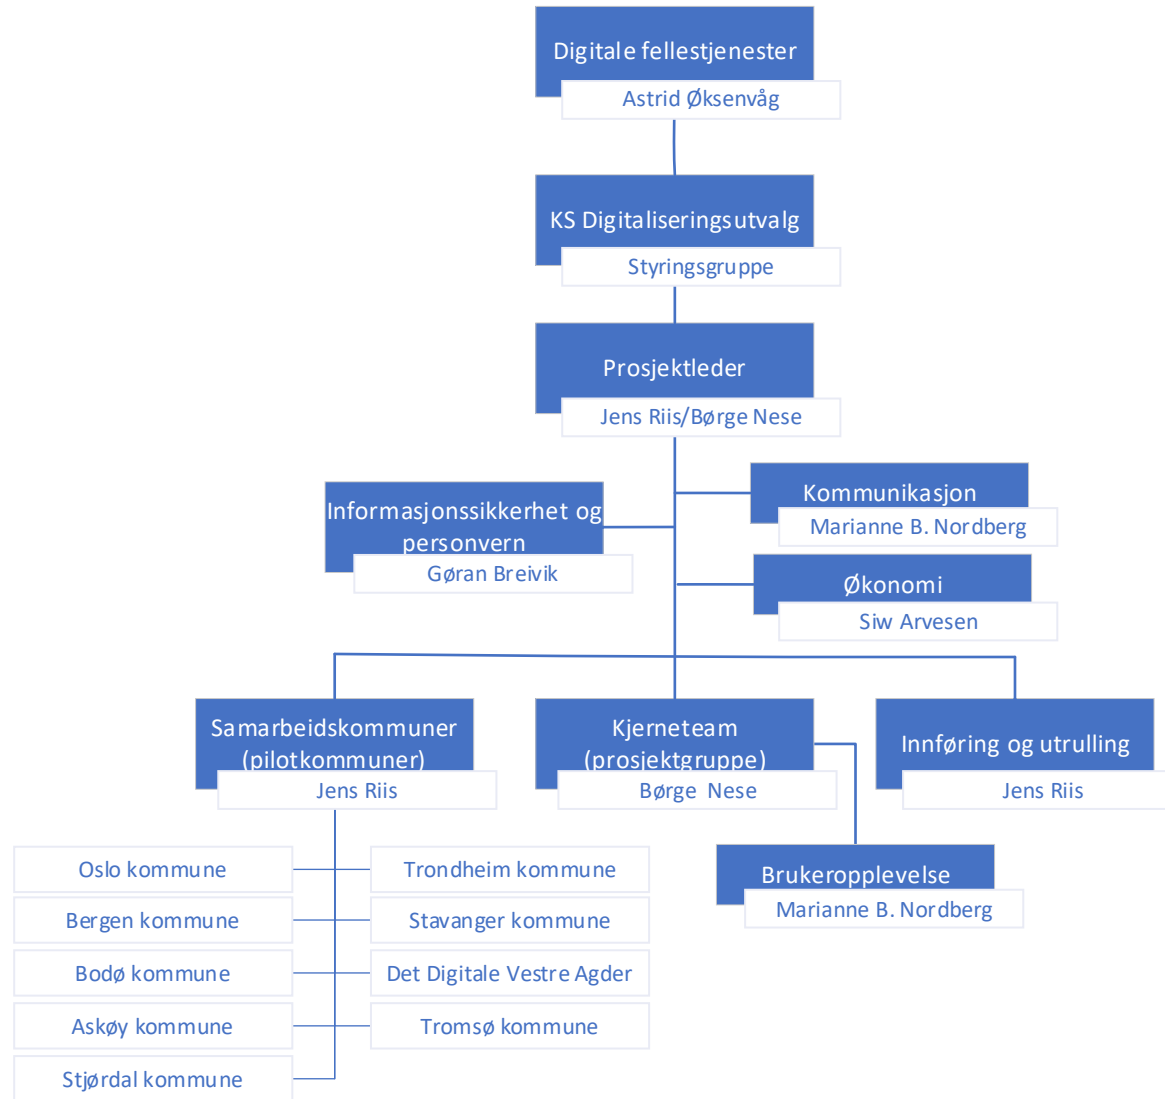 Digitale fellestjenester
Astrid Øksenvåg
KS Digitaliseringsutvalg
Styringsgruppe
Prosjektleder
Jens Riis/Børge Nese
Informasjonssikkerhet og
personvern
Gøran Breivik
Kommunikasjon
Marianne B. Nordberg
Økonomi
Siw Arvesen
Samarbeidskommuner
(pilotkommuner)
Jens Riis
Kjerneteam
(prosjektgruppe)
Børge Nese
Innføring og utrulling
Jens Riis
Brukeropplevelse
Marianne B. Nordberg
Oslo kommune
Trondheim kommune
Bergen kommune
Stavanger kommune
Bodø kommune
Det Digitale Vestre Agder
Askøy kommune
Tromsø kommune
Stjørdal kommune